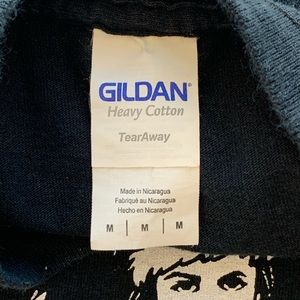 GILDAN®
Heavy Cotton
TearAway
Made in Nicaragua
Fabriqué au Nicaragua
Hecho en Nicaragua
M | M | M